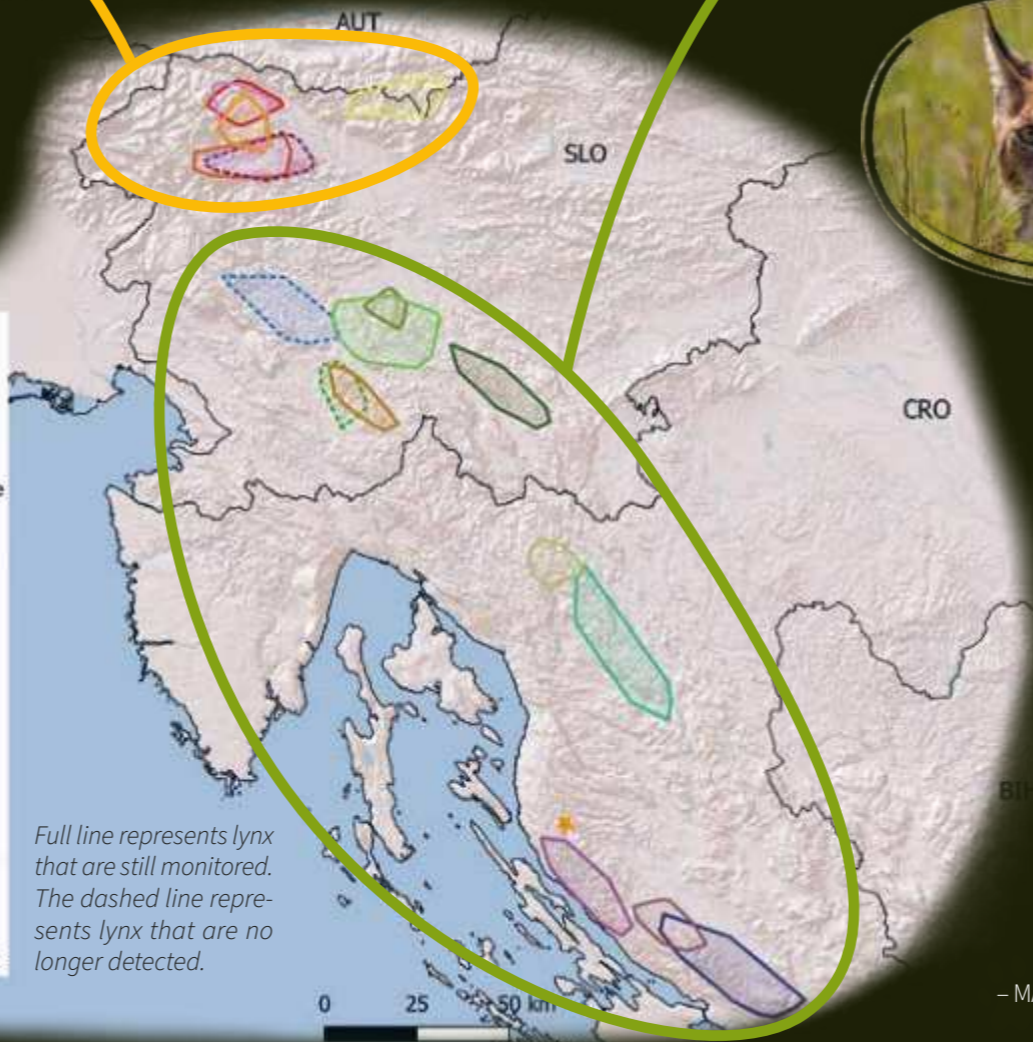 AUT
SLO
CRO
Full line represents lynx
that are still monitored.
The dashed line repre-
sents lynx that are no
longer detected.
0 25 50 km